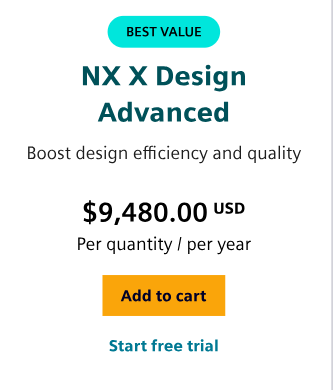 BEST VALUE
NX X Design
Advanced
Boost design efficiency and quality
$9,480.00 USD
Per quantity / per year
Add to cart
Start free trial